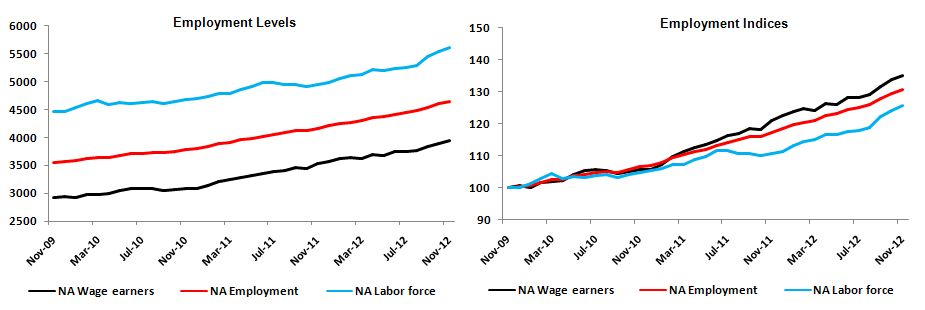 Employment Levels
6000
5500
5000
4500
4000
3500
3000
2500
Nov-09
Mar-10
Jul-10
Nov-10
Mar-11
Jul-11
Nov-11
Mar-12
Jul-12
Nov-12
NA Wage earners NA Employment NA Labor force
Employment Indices
150
140
130
120
110
100
90
Nov-09
Mar-10
Jul-10
Nov-10
Mar-11
Jul-11
Nov-11
Mar-12
Jul-12
Nov-12
NA Wage earners NA Employment NA Labor force